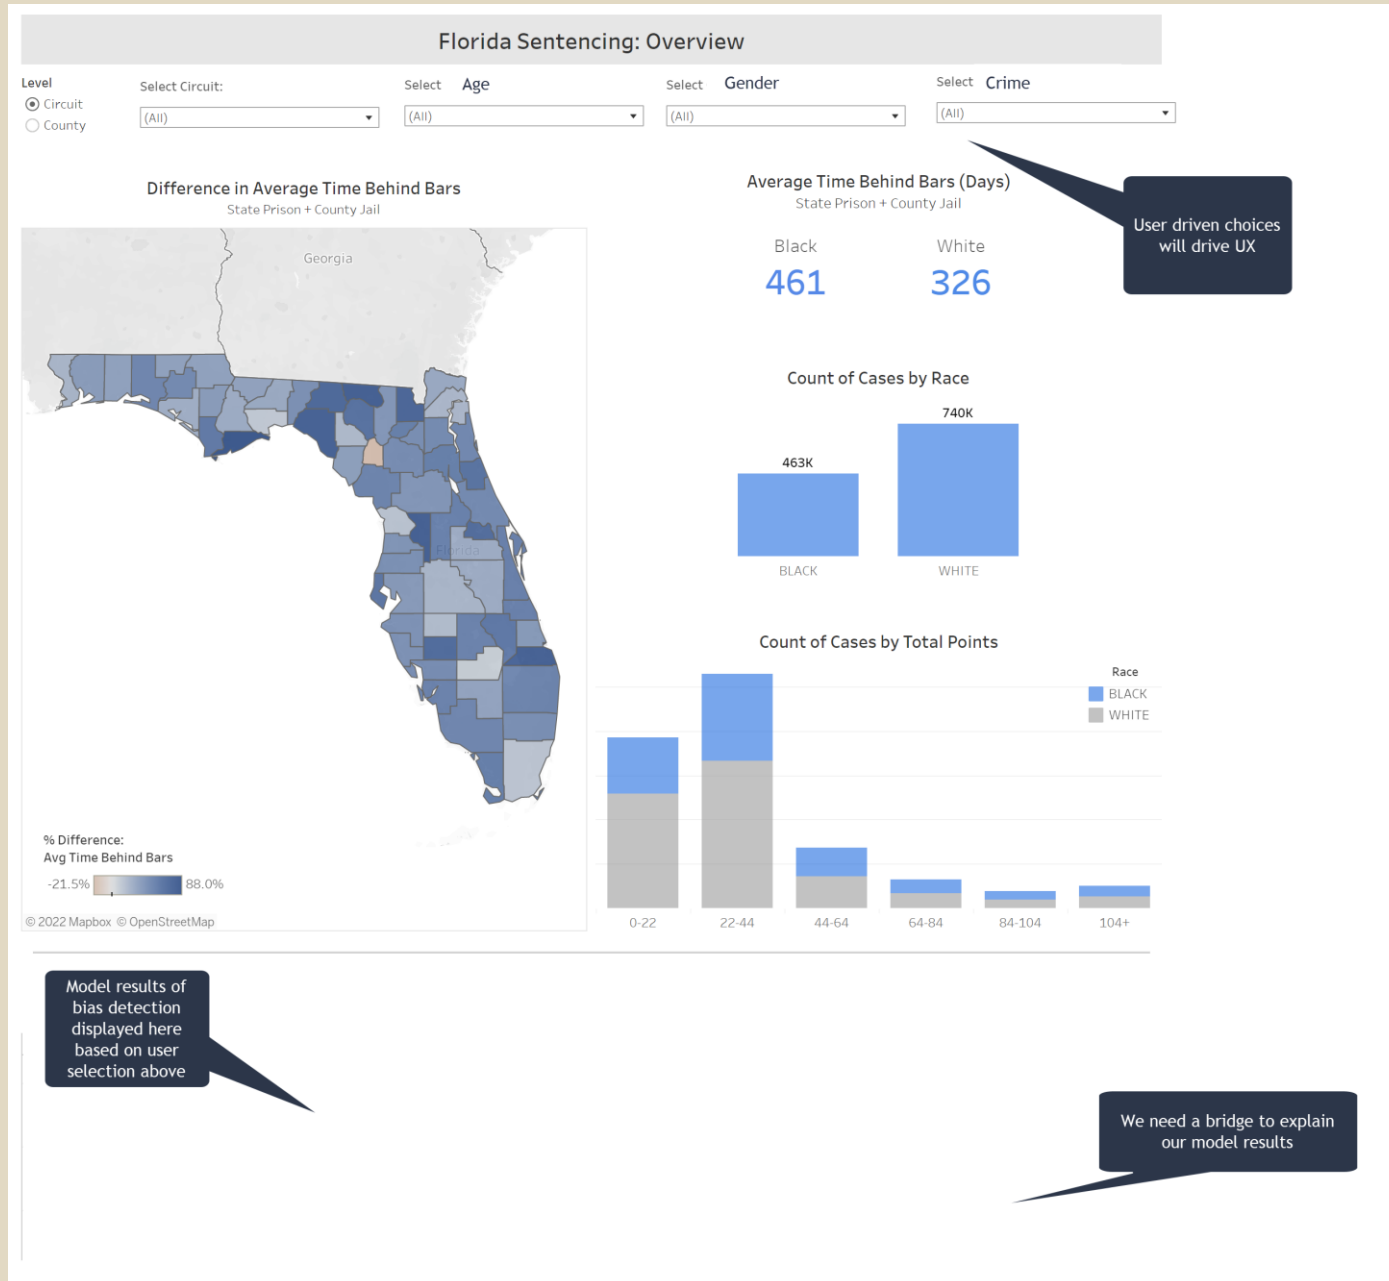 Florida Sentencing: Overview
Level
Circuit
County
Select Circuit:
(All)
Select Age
(All)
Select Gender
(All)
Select Crime
(All)
User driven choices
will drive UX
Difference in Average Time Behind Bars
State Prison + County Jail
Georgia
Florida
% Difference:
Avg Time Behind Bars
-21.5%
88.0%
© 2022 Mapbox © OpenStreetMap
Average Time Behind Bars (Days)
State Prison + County Jail
Black
White
461
326
Count of Cases by Race
463K
740K
BLACK
WHITE
Count of Cases by Total Points
Race
BLACK
WHITE
0-22
22-44
44-64
64-84
84-104
104+
Model results of
bias detection
displayed here
based on user
selection above
We need a bridge to explain
our model results